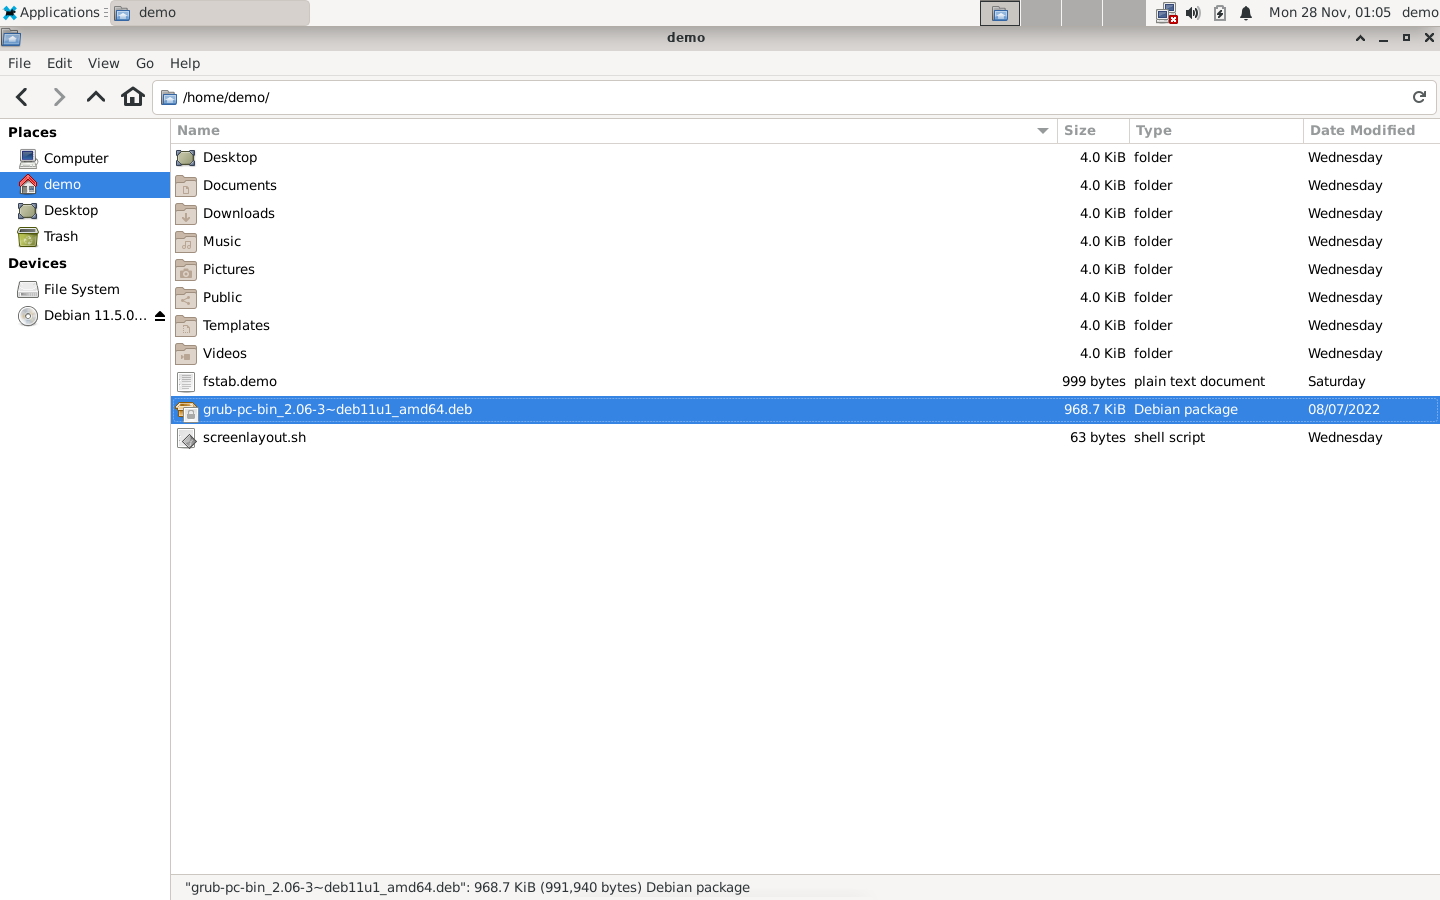 Applications demo Mon 28 Nov, 01:05 demo
demo
File Edit View Go Help
/home/demo/
Places
Computer
demo
Desktop
Trash
Devices
File System
Debian 11.5.0...
Name Size Type Date Modified
Desktop 4.0 KiB folder Wednesday
Documents 4.0 KiB folder Wednesday
Downloads 4.0 KiB folder Wednesday
Music 4.0 KiB folder Wednesday
Pictures 4.0 KiB folder Wednesday
Public 4.0 KiB folder Wednesday
Templates 4.0 KiB folder Wednesday
Videos 4.0 KiB folder Wednesday
fstab.demo 999 bytes plain text document Saturday
grub-pc-bin_2.06-3~deb11u1_amd64.deb 968.7 KiB Debian package 08/07/2022
screenlayout.sh 63 bytes shell script Wednesday
"grub-pc-bin_2.06-3~deb11u1_amd64.deb": 968.7 KiB (991,940 bytes) Debian package